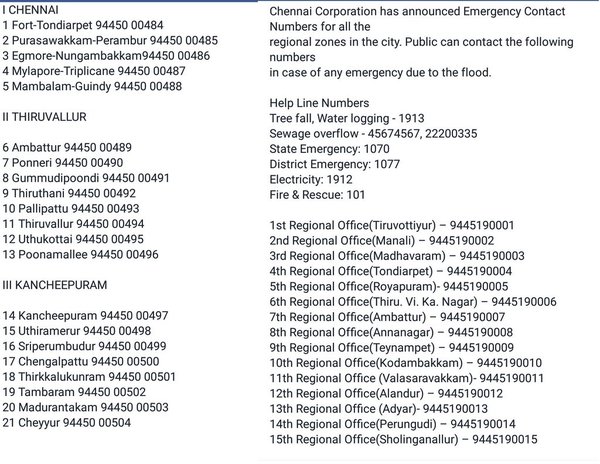 I CHENNAI
1 Fort-Tondiarpet 94450 00484
2 Purasawakkam-Perambur 94450 00485
3 Egmore-Nungambakkam94450 00486
4 Mylapore-Triplicane 94450 00487
5 Mambalam-Guindy 94450 00488
II THIRUVALLUR
6 Ambattur 94450 00489
7 Ponneri 94450 00490
8 Gummudipoondi 94450 00491
9 Thiruthani 94450 00492
10 Pallipattu 94450 00493
11 Thiruvallur 94450 00494
12 Uthukottai 94450 00495
13 Poonamallee 94450 00496
III KANCHEEPURAM
14 Kancheepuram 94450 00497
15 Uthiramerur 94450 00498
16 Sriperumbudur 94450 00499
17 Chengalpattu 94450 00500
18 Thirkkalukunram 94450 00501
19 Tambaram 94450 00502
20 Madurantakam 94450 00503
21 Cheyyur 94450 00504
Chennai Corporation has announced Emergency Contact
Numbers for all the
regional zones in the city. Public can contact the following
numbers
in case of any emergency due to the flood.
Help Line Numbers
Tree fall, Water logging - 1913
Sewage overflow - 45674567, 22200335
State Emergency: 1070
District Emergency: 1077
Electricity: 1912
Fire & Rescue: 101
1st Regional Office(Tiruvottiyur) – 9445190001
2nd Regional Office(Manali) – 9445190002
3rd Regional Office(Madhavaram) – 9445190003
4th Regional Office(Tondiarpet) – 9445190004
5th Regional Office(Royapuram)- 9445190005
6th Regional Office(Thiru. Vi. Ka. Nagar) – 9445190006
7th Regional Office(Ambattur) – 9445190007
8th Regional Office(Annanagar) – 9445190008
9th Regional Office(Teynampet) – 9445190009
10th Regional Office(Kodambakkam) – 9445190010
11th Regional Office (Valasaravakkam)- 9445190011
12th Regional Office(Alandur) – 9445190012
13th Regional Office (Adyar)- 9445190013
14th Regional Office(Perungudi) – 9445190014
15th Regional Office(Sholinganallur) – 9445190015